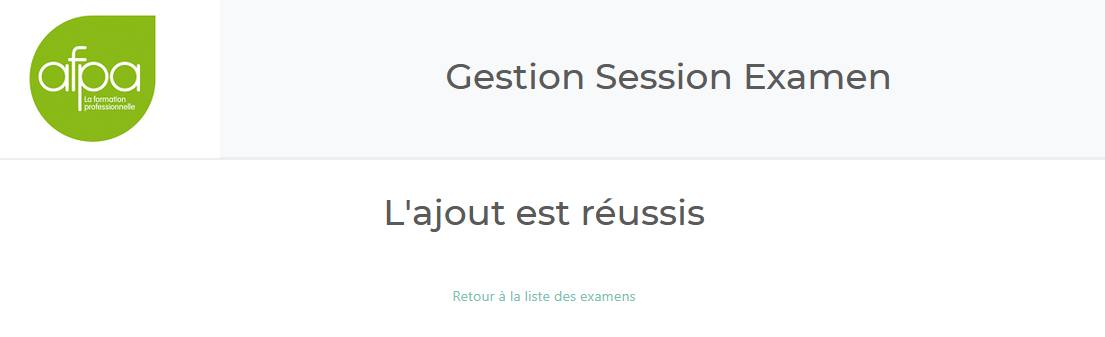 afpa
La formation
professionnelle
Gestion Session Examen
L'ajout est réussis
Retour à la liste des examens